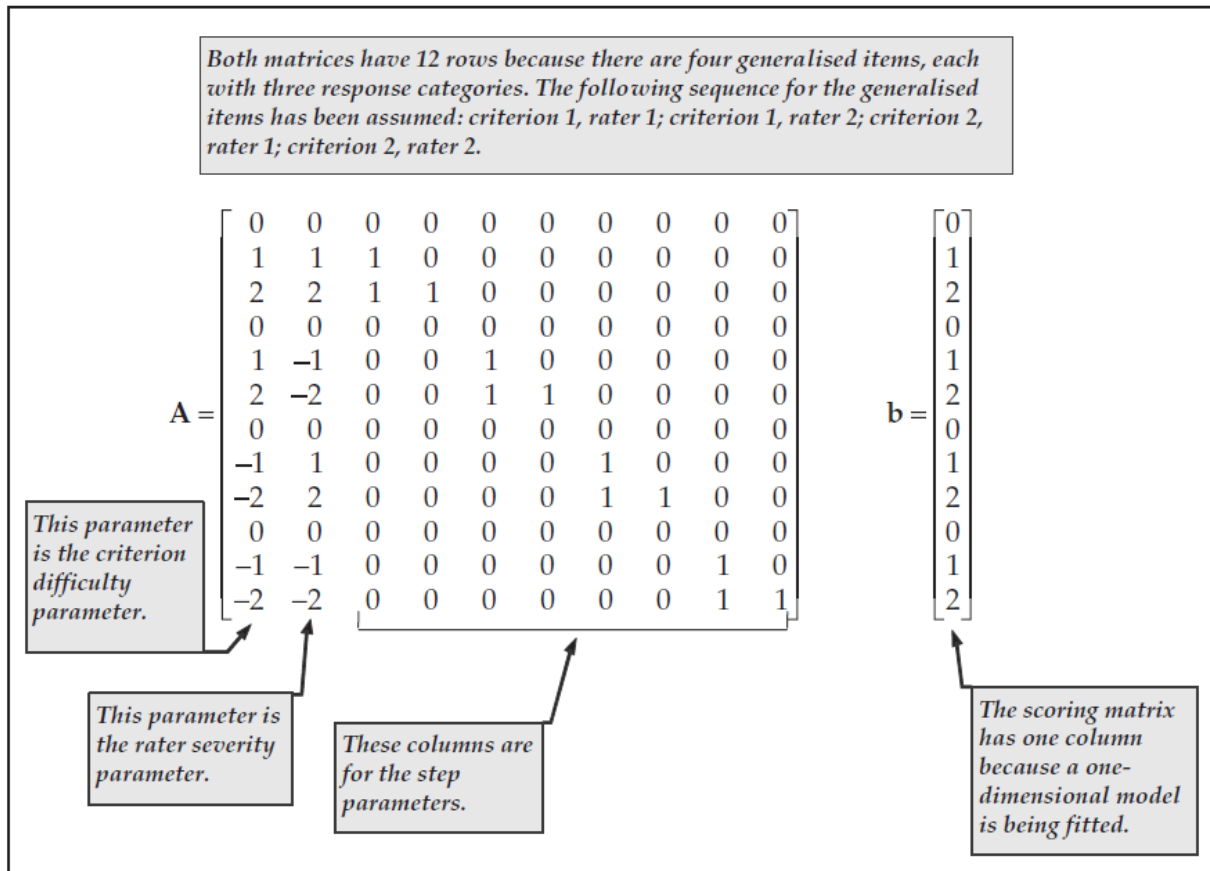 Both matrices have 12 rows because there are four generalised items, each
with three response categories. The following sequence for the generalised
items has been assumed: criterion 1, rater 1; criterion 1, rater 2; criterion 2,
rater 1; criterion 2, rater 2.
A =
0 0 0 0 0 0 0 0 0 0
1 1 1 0 0 0 0 0 0 0
2 2 1 1 0 0 0 0 0 0
0 0 0 0 0 0 0 0 0 0
1 –1 0 0 1 0 0 0 0 0
2 –2 0 0 1 1 0 0 0 0
0 0 0 0 0 0 0 0 0 0
–1 1 0 0 0 0 1 0 0 0
–2 2 0 0 0 0 1 1 0 0
0 0 0 0 0 0 0 0 0 0
–1 –1 0 0 0 0 0 0 1 0
–2 –2 0 0 0 0 0 0 1 1
b =
0
1
2
0
1
2
0
1
2
0
1
2
This parameter
is the criterion
difficulty
parameter.
This parameter is
the rater severity
parameter.
These columns are
for the step
parameters.
The scoring matrix
has one column
because a one-
dimensional model
is being fitted.